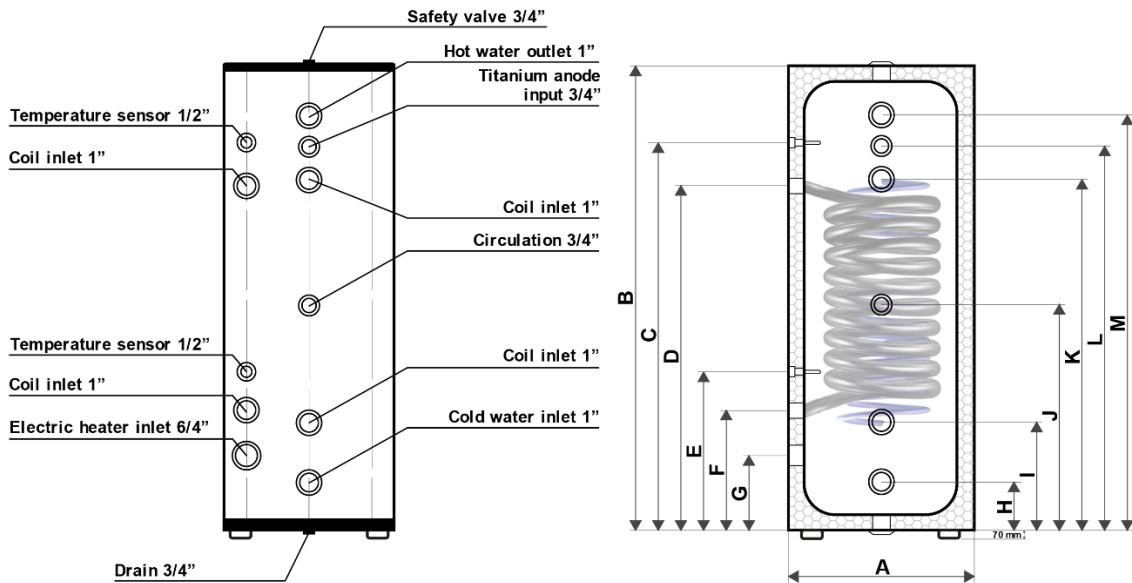 Safety valve 3/4”
Hot water outlet 1”
Titanium anode
input 3/4”
Temperature sensor 1/2”
Coil inlet 1”
Coil inlet 1”
Circulation 3/4”
Temperature sensor 1/2”
Coil inlet 1”
Coil inlet 1”
Cold water inlet 1”
Electric heater inlet 6/4”
Drain 3/4”
B
C
D
E
F
G
H
I
J
K
L
M
70 mm
A